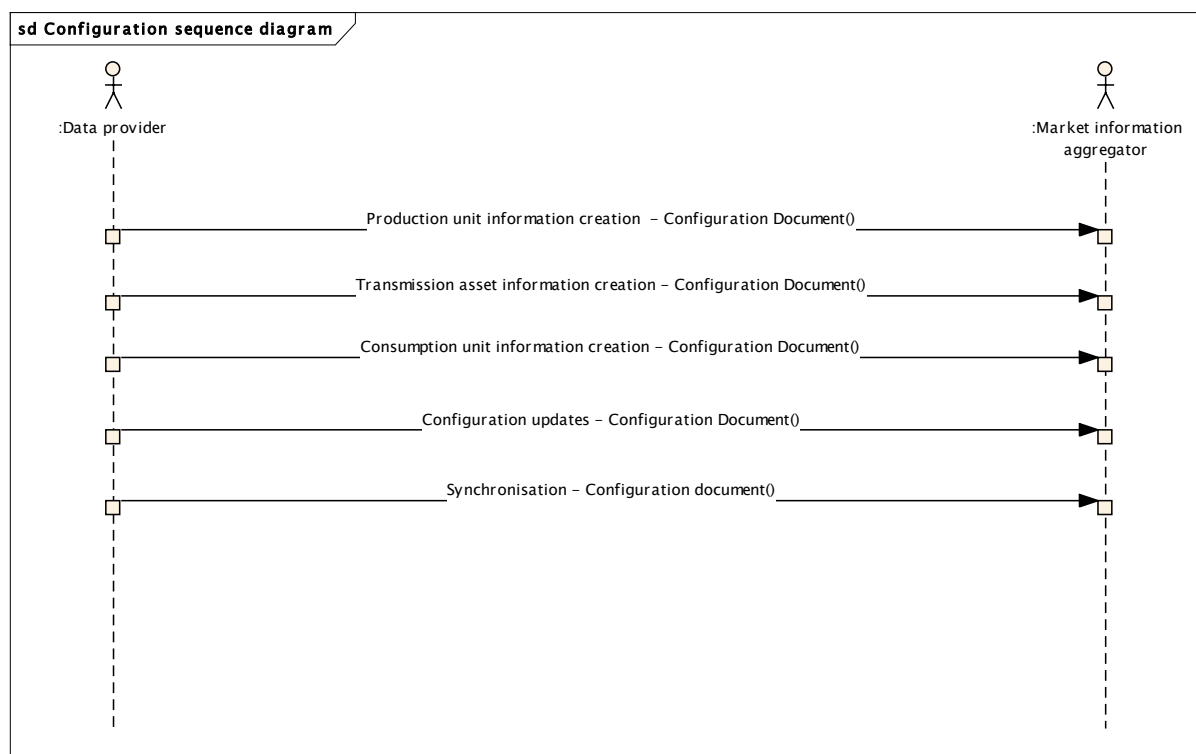 sd Configuration sequence diagram
:Data provider
:Market information
aggregator
Production unit information creation – Configuration Document()
Transmission asset information creation – Configuration Document()
Consumption unit information creation – Configuration Document()
Configuration updates – Configuration Document()
Synchronisation – Configuration document()